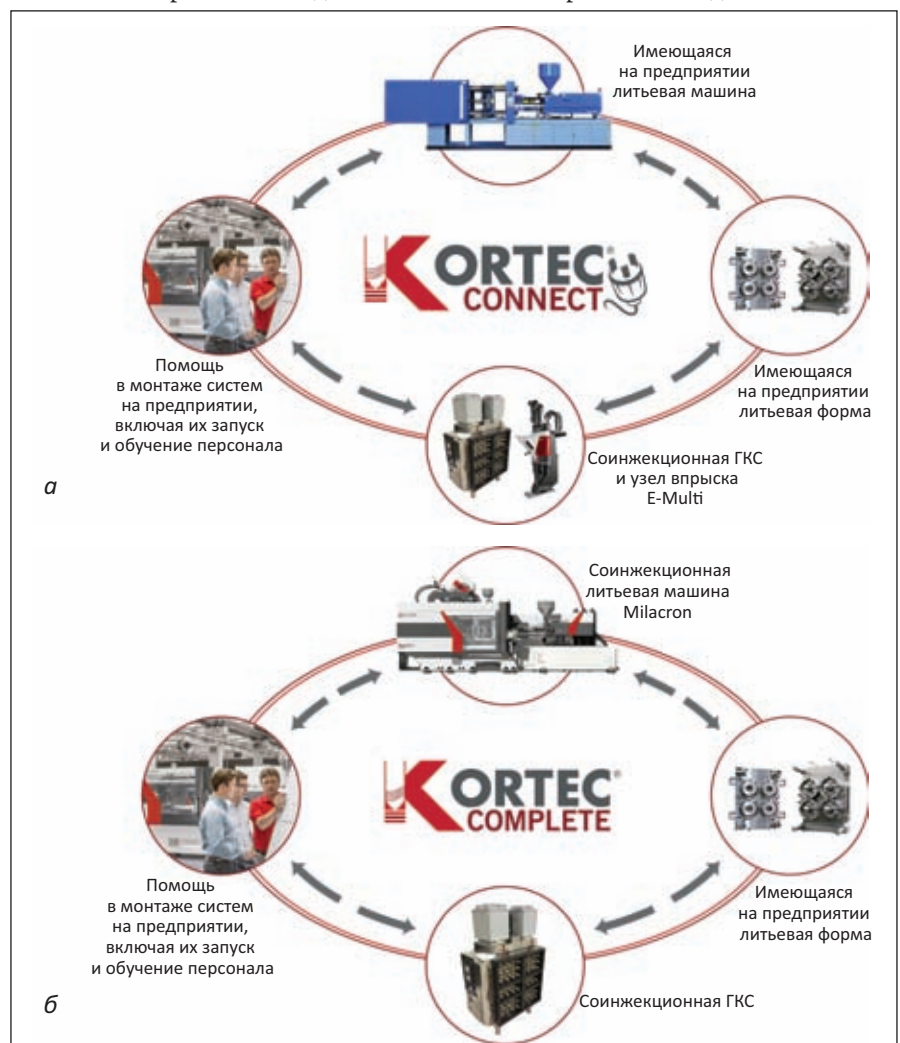 Имеющаяся
на предприятии
литьевая машина
KORTEC®
CONNECT
Помощь
в монтаже систем
на предприятии,
включая их запуск
и обучение персонала
Имеющаяся
на предприятии
литьевая форма
Соинжекционная ГКС
и узел впрыска
E-Multi
а
Соинжекционная
литьевая машина
Milacron
KORTEC®
COMPLETE
Помощь
в монтаже систем
на предприятии,
включая их запуск
и обучение персонала
Имеющаяся
на предприятии
литьевая форма
Соинжекционная ГКС
б